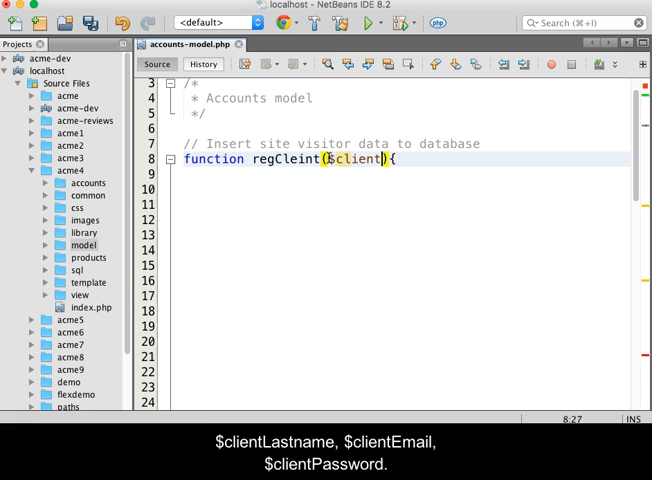 localhost - NetBeans IDE 8.2
<default>
php
Search (⌘+I)
Projects
acme-dev
localhost
Source Files
acme
acme-dev
acme-reviews
acme1
acme2
acme3
acme4
accounts
common
css
images
library
model
products
sql
template
view
index.php
acme5
acme6
acme7
acme8
acme9
demo
flexdemo
paths
accounts-model.php
Source
History
3 /*
4 * Accounts model
5 */
6
7 // Insert site visitor data to database
8 function regCleint($client){
9
10
11
12
13
14
15
16
17
18
19
20
21
22
23
24
8:27
INS
$clientLastname, $clientEmail,
$clientPassword.